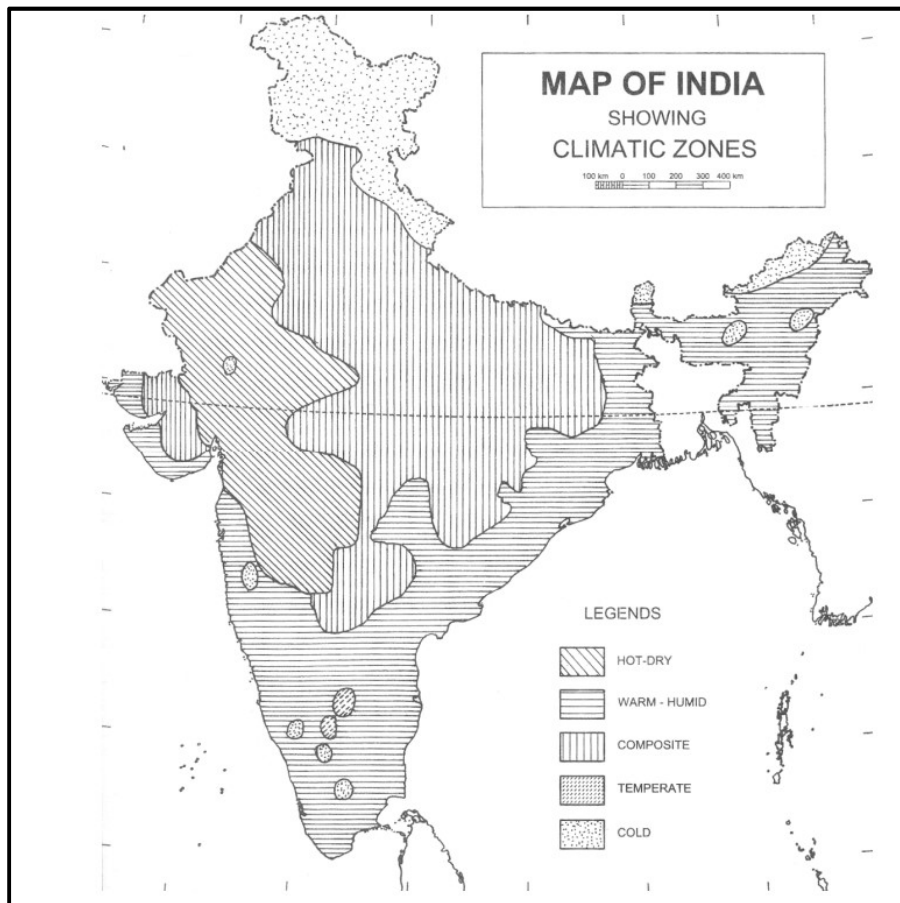 MAP OF INDIA
SHOWING
CLIMATIC ZONES
100 km 0 100 200 300 400 km
LEGENDS
HOT-DRY
WARM - HUMID
COMPOSITE
TEMPERATE
COLD